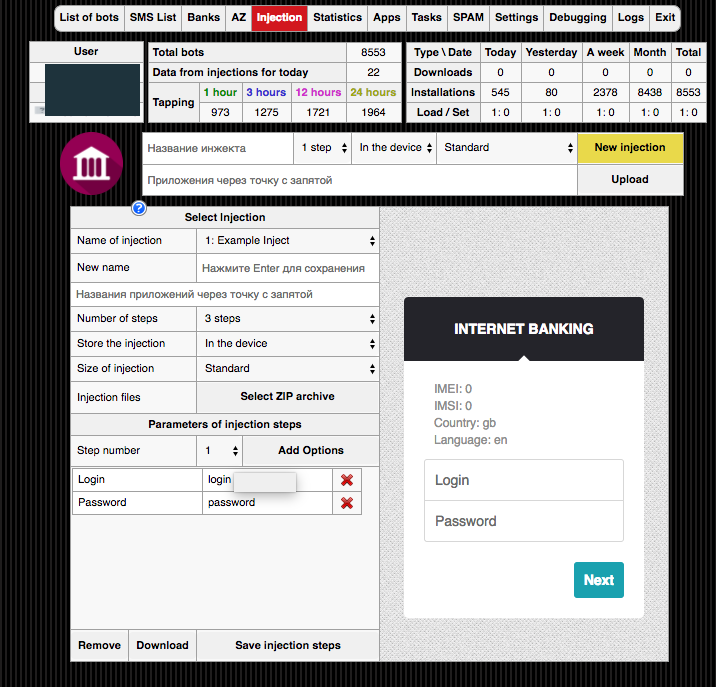 List of bots SMS List Banks AZ Injection Statistics Apps Tasks SPAM Settings Debugging Logs Exit
User
Total bots 8553
Data from injections for today 22
Tapping 1 hour 3 hours 12 hours 24 hours
973 1275 1721 1964
Type \ Date Today Yesterday A week Month Total
Downloads 0 0 0 0 0
Installations 545 80 2378 8438 8553
Load / Set 1: 0 1: 0 1: 0 1: 0 1: 0
Название инжекта 1 step In the device Standard New injection
Приложения через точку с запятой Upload
?
Select Injection
Name of injection 1: Example Inject
New name Нажмите Enter для сохранения
Названия приложений через точку с запятой
Number of steps 3 steps
Store the injection In the device
Size of injection Standard
Injection files Select ZIP archive
Parameters of injection steps
Step number 1 Add Options
Login login
Password password
Remove Download Save injection steps
INTERNET BANKING
IMEI: 0
IMSI: 0
Country: gb
Language: en
Login
Password
Next